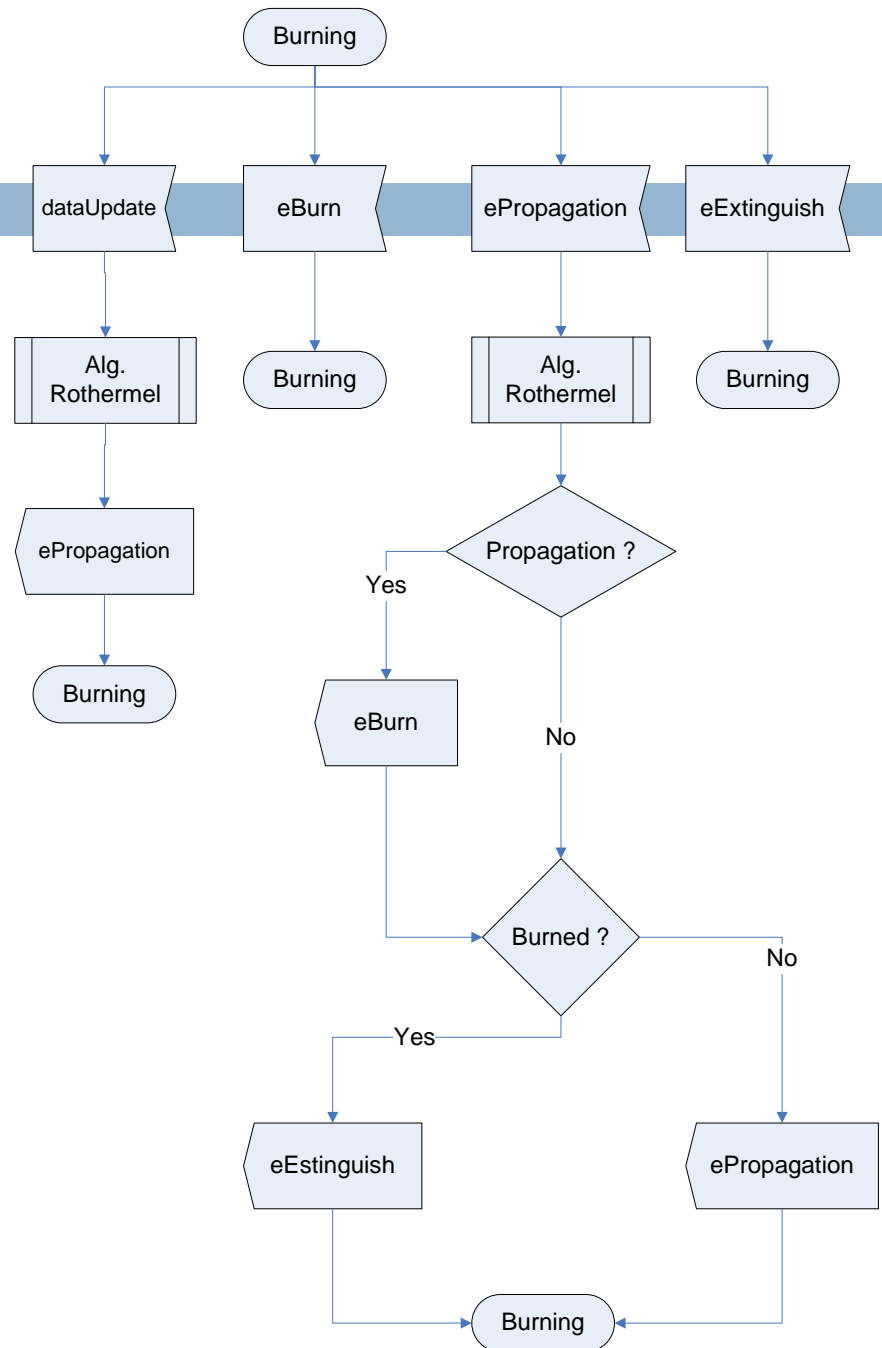 Burning
dataUpdate
eBurn
ePropagation
eExtinguish
Alg.
Rothermel
Burning
Alg.
Rothermel
Burning
ePropagation
Propagation ?
Yes
Burning
eBurn
No
Burned ?
No
Yes
eEstinguish
ePropagation
Burning